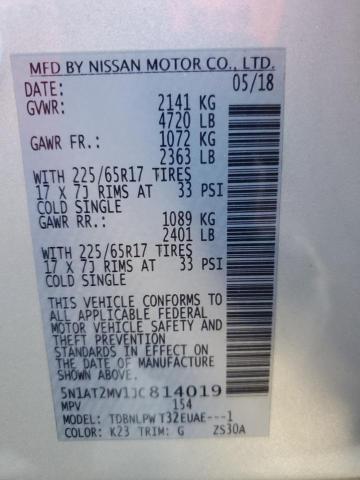 MFD BY NISSAN MOTOR CO., LTD.
DATE: 05/18
GVWR: 2141 KG
4720 LB
GAWR FR.: 1072 KG
2363 LB
WITH 225/65R17 TIRES
17 X 7J RIMS AT 33 PSI
COLD SINGLE
GAWR RR.: 1089 KG
2401 LB
WITH 225/65R17 TIRES
17 X 7J RIMS AT 33 PSI
COLD SINGLE
THIS VEHICLE CONFORMS TO
ALL APPLICABLE FEDERAL
MOTOR VEHICLE SAFETY AND
THEFT PREVENTION
STANDARDS IN EFFECT ON
THE DATE OF MANUFACTURE
SHOWN ABOVE.
5N1AT2MV1JC814019
MPV 154
MODEL: TDBNLPW T32EUAE---1
COLOR: K23 TRIM: G ZS30A